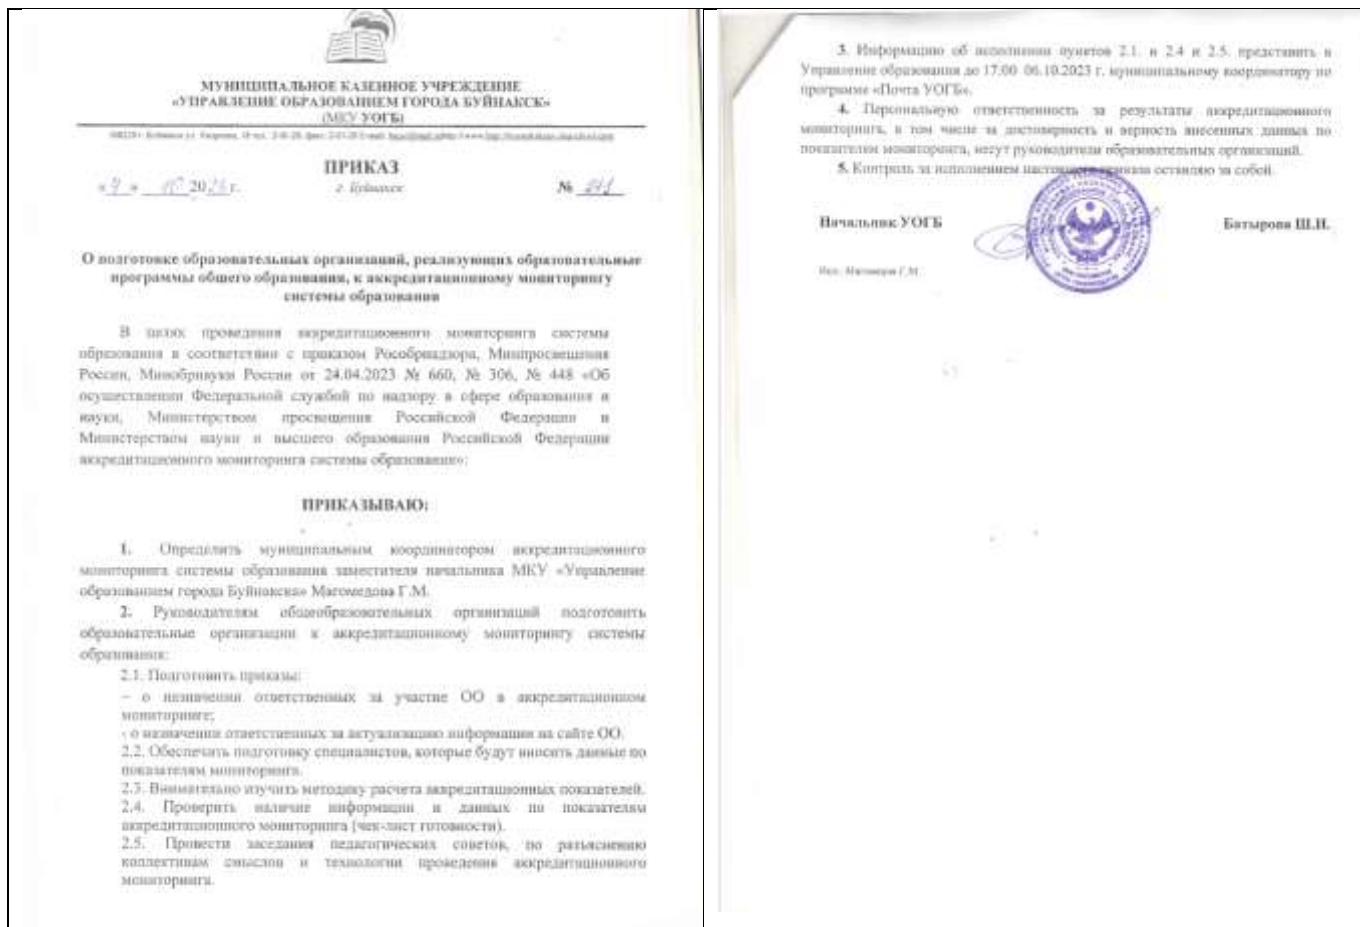 МУНИЦИПАЛЬНОЕ КАЗЕННОЕ УЧРЕЖДЕНИЕ
«УПРАВЛЕНИЕ ОБРАЗОВАНИЕМ ГОРОДА БУЙНАКСК»
(МКУ УОГБ)
ПРИКАЗ
г. Буйнакск
20 г. №
О подготовке образовательных организаций, реализующих образовательные
программы общего образования, к аккредитационному мониторингу
системы образования
В целях проведения аккредитационного мониторинга системы
образования в соответствии с приказом Рособрнадзора, Минпросвещения
России, Минобрнауки России от 24.04.2023 № 660, № 306, № 448 «Об
осуществлении Федеральной службой по надзору в сфере образования и
науки, Министерством просвещения Российской Федерации и
Министерством науки и высшего образования Российской Федерации
аккредитационного мониторинга системы образования»:
ПРИКАЗЫВАЮ:
1. Определить муниципальным координатором аккредитационного
мониторинга системы образования заместителя начальника МКУ «Управление
образованием города Буйнакска» Магомедова Г.М.
2. Руководителям общеобразовательных организаций подготовить
образовательные организации к аккредитационному мониторингу системы
образования:
2.1. Подготовить приказы:
– о назначении ответственных за участие ОО в аккредитационном
мониторинге;
- о назначении ответственных за актуализацию информации на сайте ОО.
2.2. Обеспечить подготовку специалистов, которые будут вносить данные по
показателям мониторинга.
2.3. Внимательно изучить методику расчета аккредитационных показателей.
2.4. Проверить наличие информации и данных по показателям
аккредитационного мониторинга (чек-лист готовности).
2.5. Провести заседания педагогических советов, по разъяснению
коллективам смыслов и технологии проведения аккредитационного
мониторинга.
3. Информацию об исполнении пунктов 2.1. и 2.4 и 2.5. представить в
Управление образования до 17.00 06.10.2023 г. муниципальному координатору по
программе «Почта УОГБ».
4. Персональную ответственность за результаты аккредитационного
мониторинга, в том числе за достоверность и верность внесенных данных по
показателям мониторинга, несут руководители образовательных организаций.
5. Контроль за исполнением настоящего приказа оставляю за собой.
Начальник УОГБ Батырова Ш.И.
Исп. Магомедов Г.М.